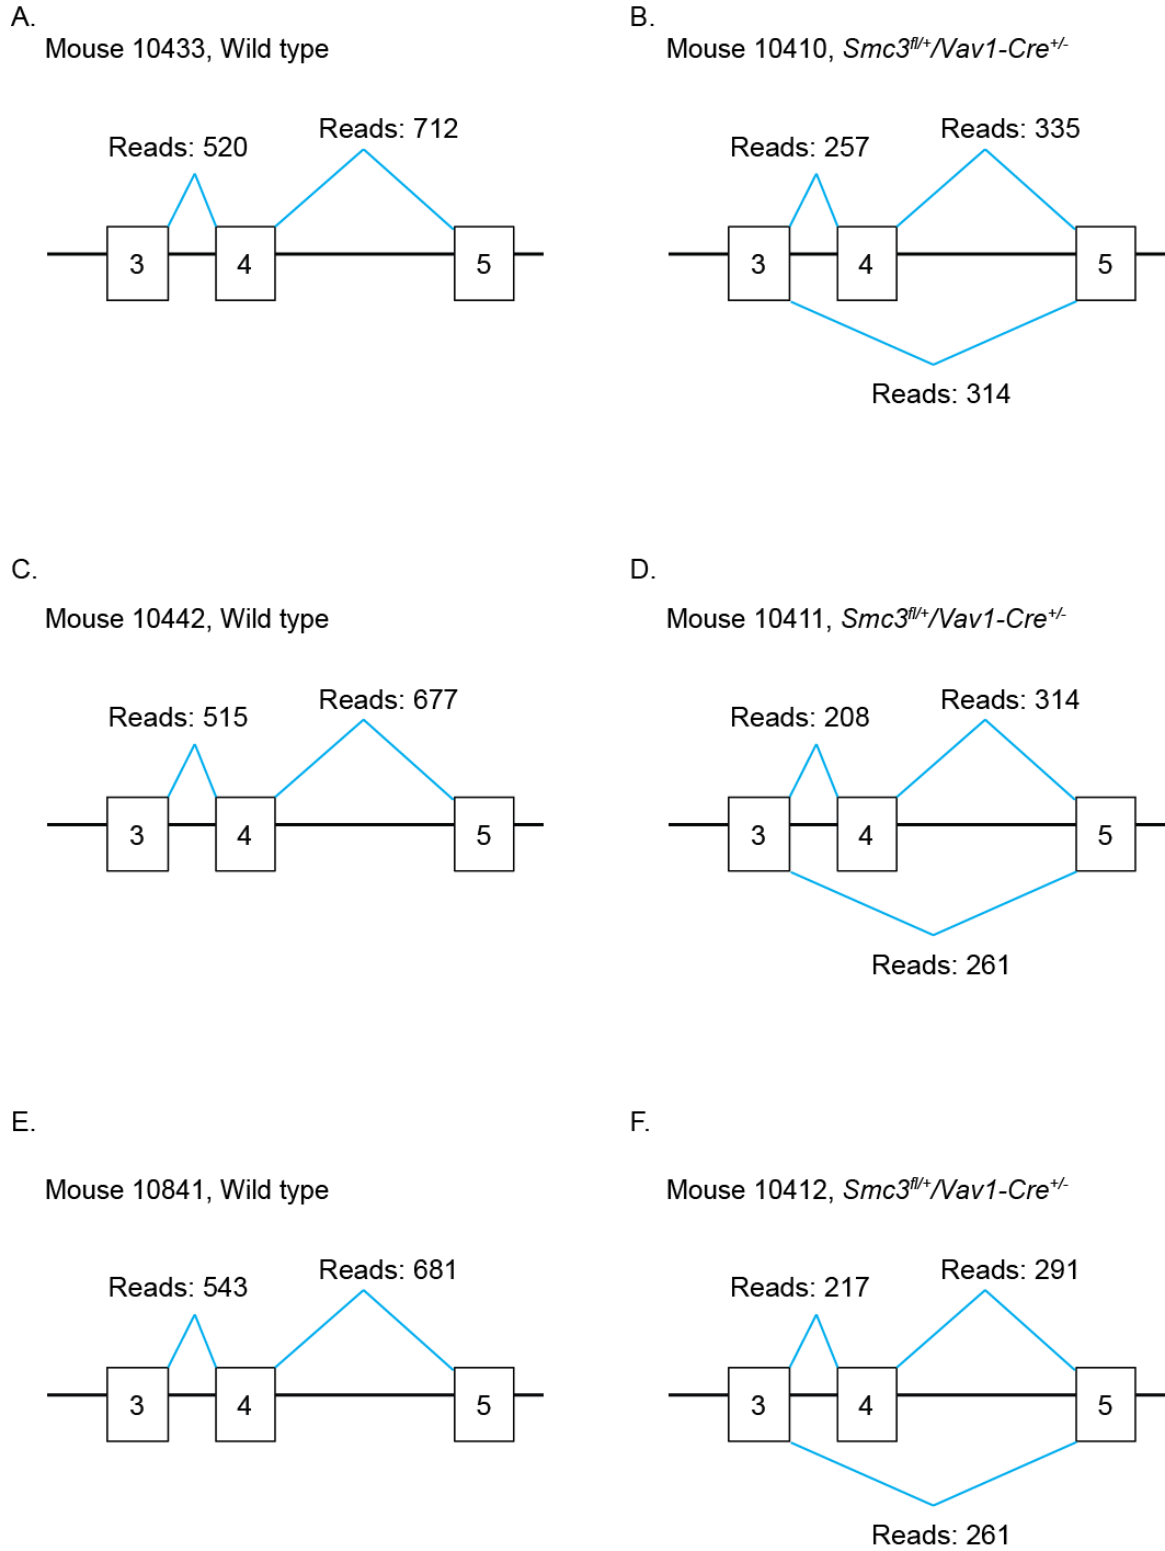 A.
Mouse 10433, Wild type
Reads: 520
Reads: 712
3
4
5
B.
Mouse 10410, Smc3fl/+/Vav1-Cre+/-
Reads: 257
Reads: 335
3
4
5
Reads: 314
C.
Mouse 10442, Wild type
Reads: 515
Reads: 677
3
4
5
D.
Mouse 10411, Smc3fl/+/Vav1-Cre+/-
Reads: 208
Reads: 314
3
4
5
Reads: 261
E.
Mouse 10841, Wild type
Reads: 543
Reads: 681
3
4
5
F.
Mouse 10412, Smc3fl/+/Vav1-Cre+/-
Reads: 217
Reads: 291
3
4
5
Reads: 261